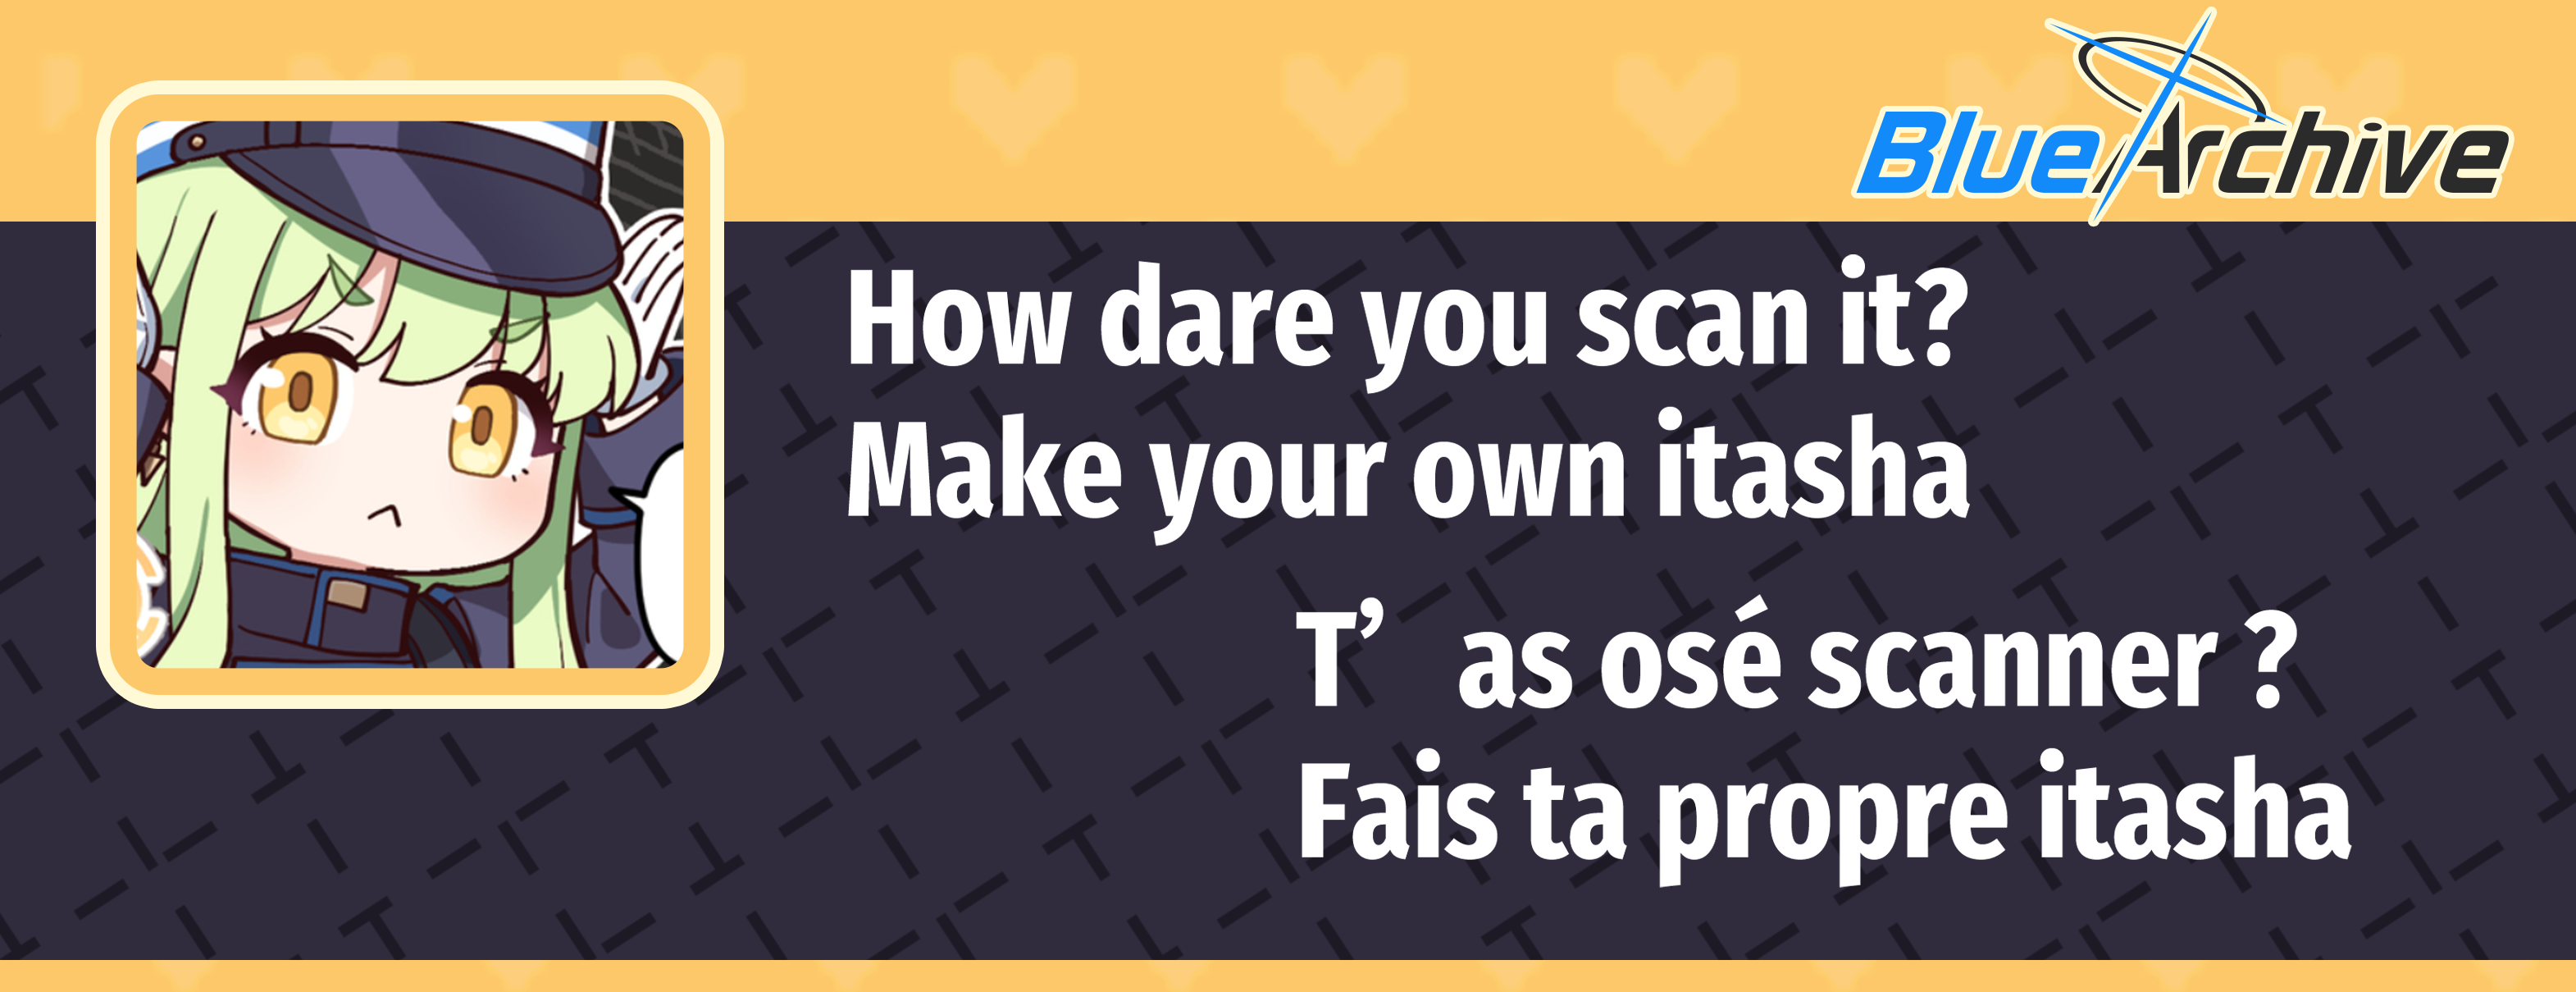 Blue Archive
How dare you scan it?
Make your own itasha
T’ as osé scanner ?
Fais ta propre itasha